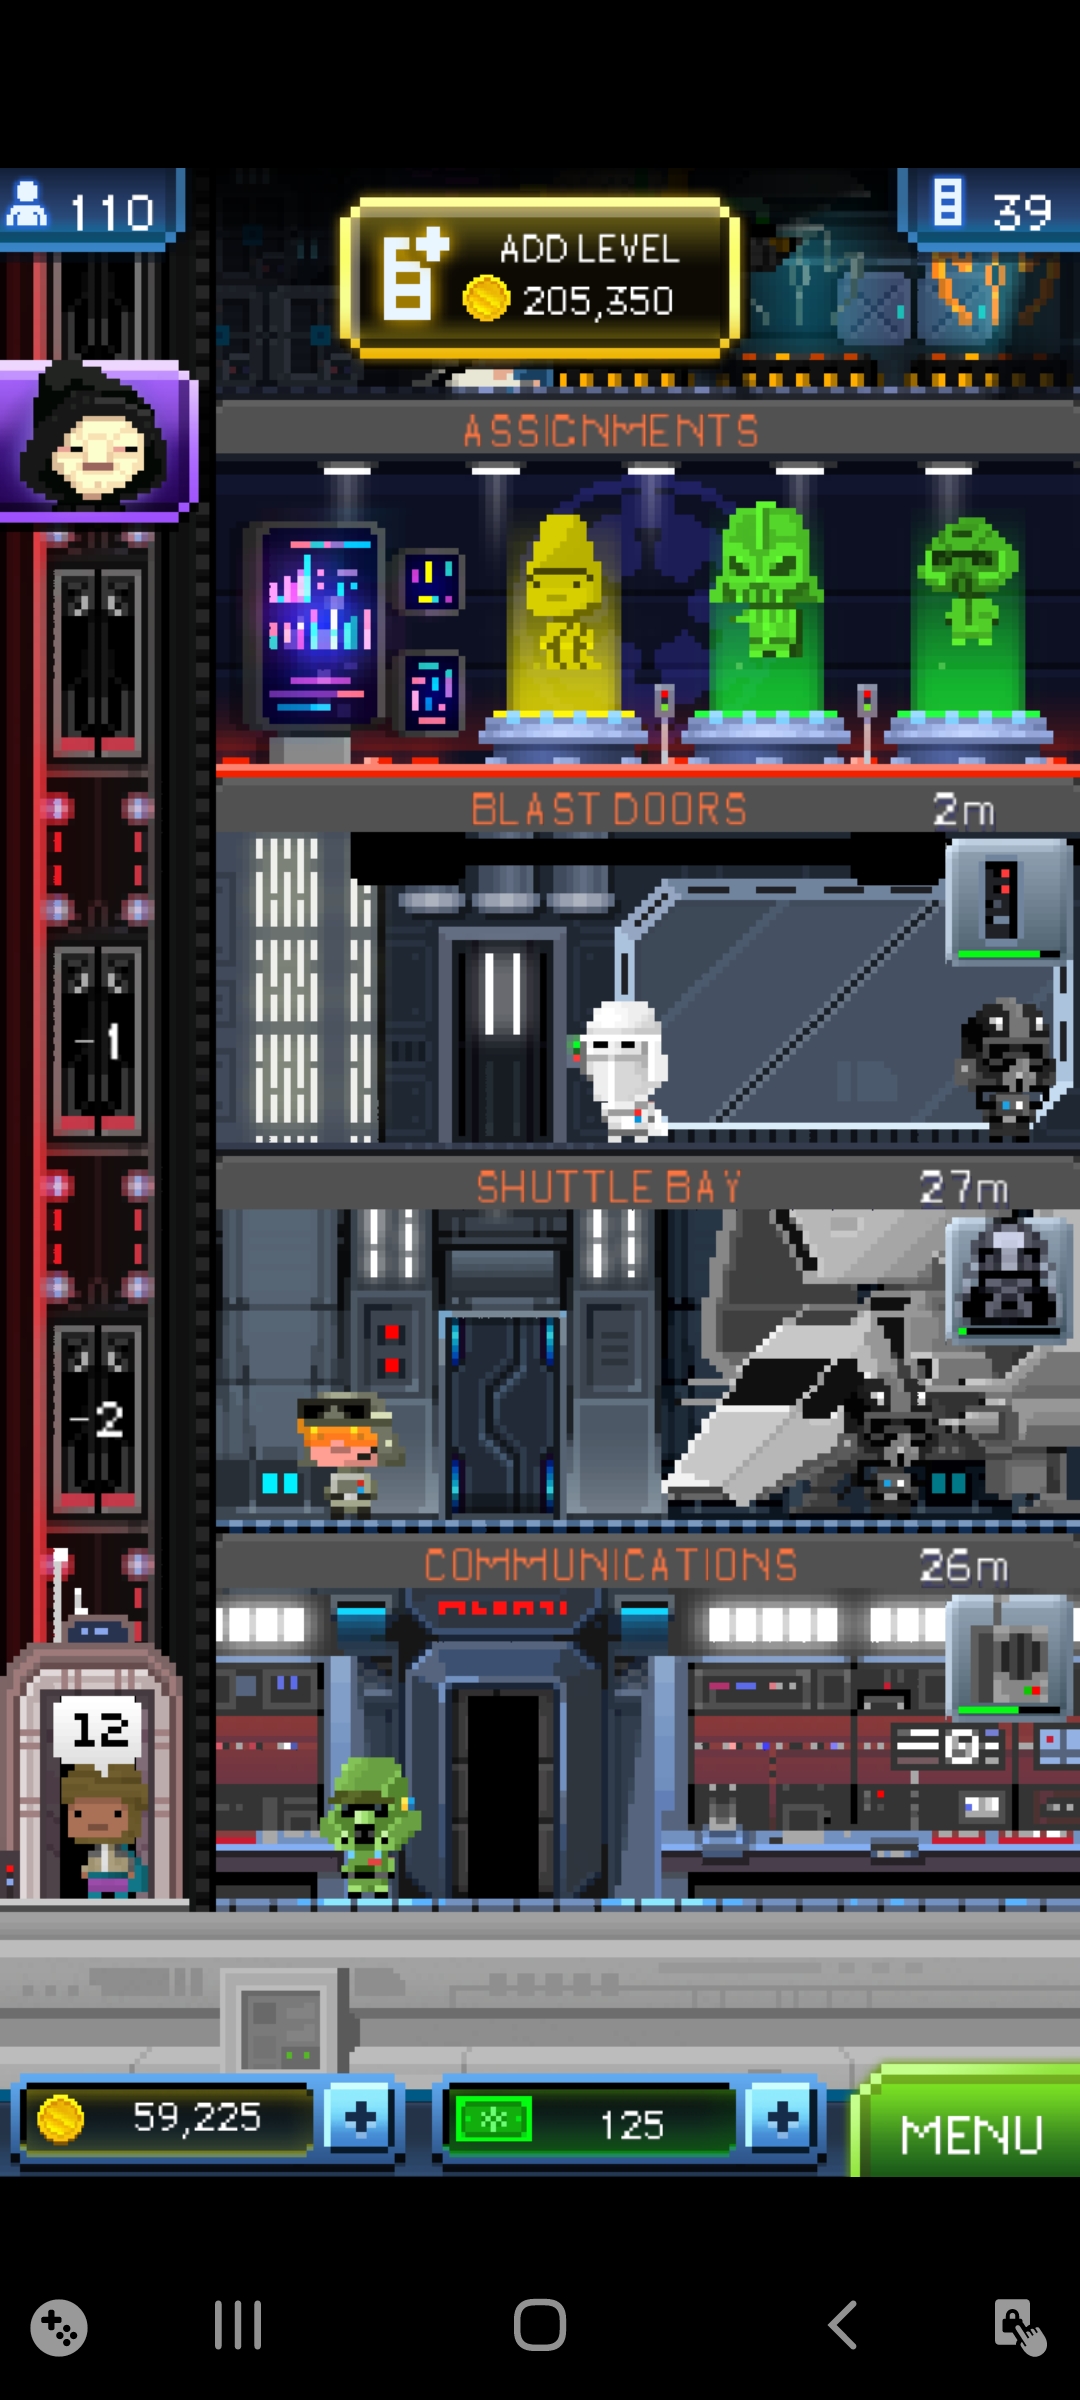 110
ADD LEVEL
205,350
39
ASSIGNMENTS
BLAST DOORS 2m
-1
SHUTTLE BAY 27m
-2
COMMUNICATIONS 26m
12
59,225
125
MENU